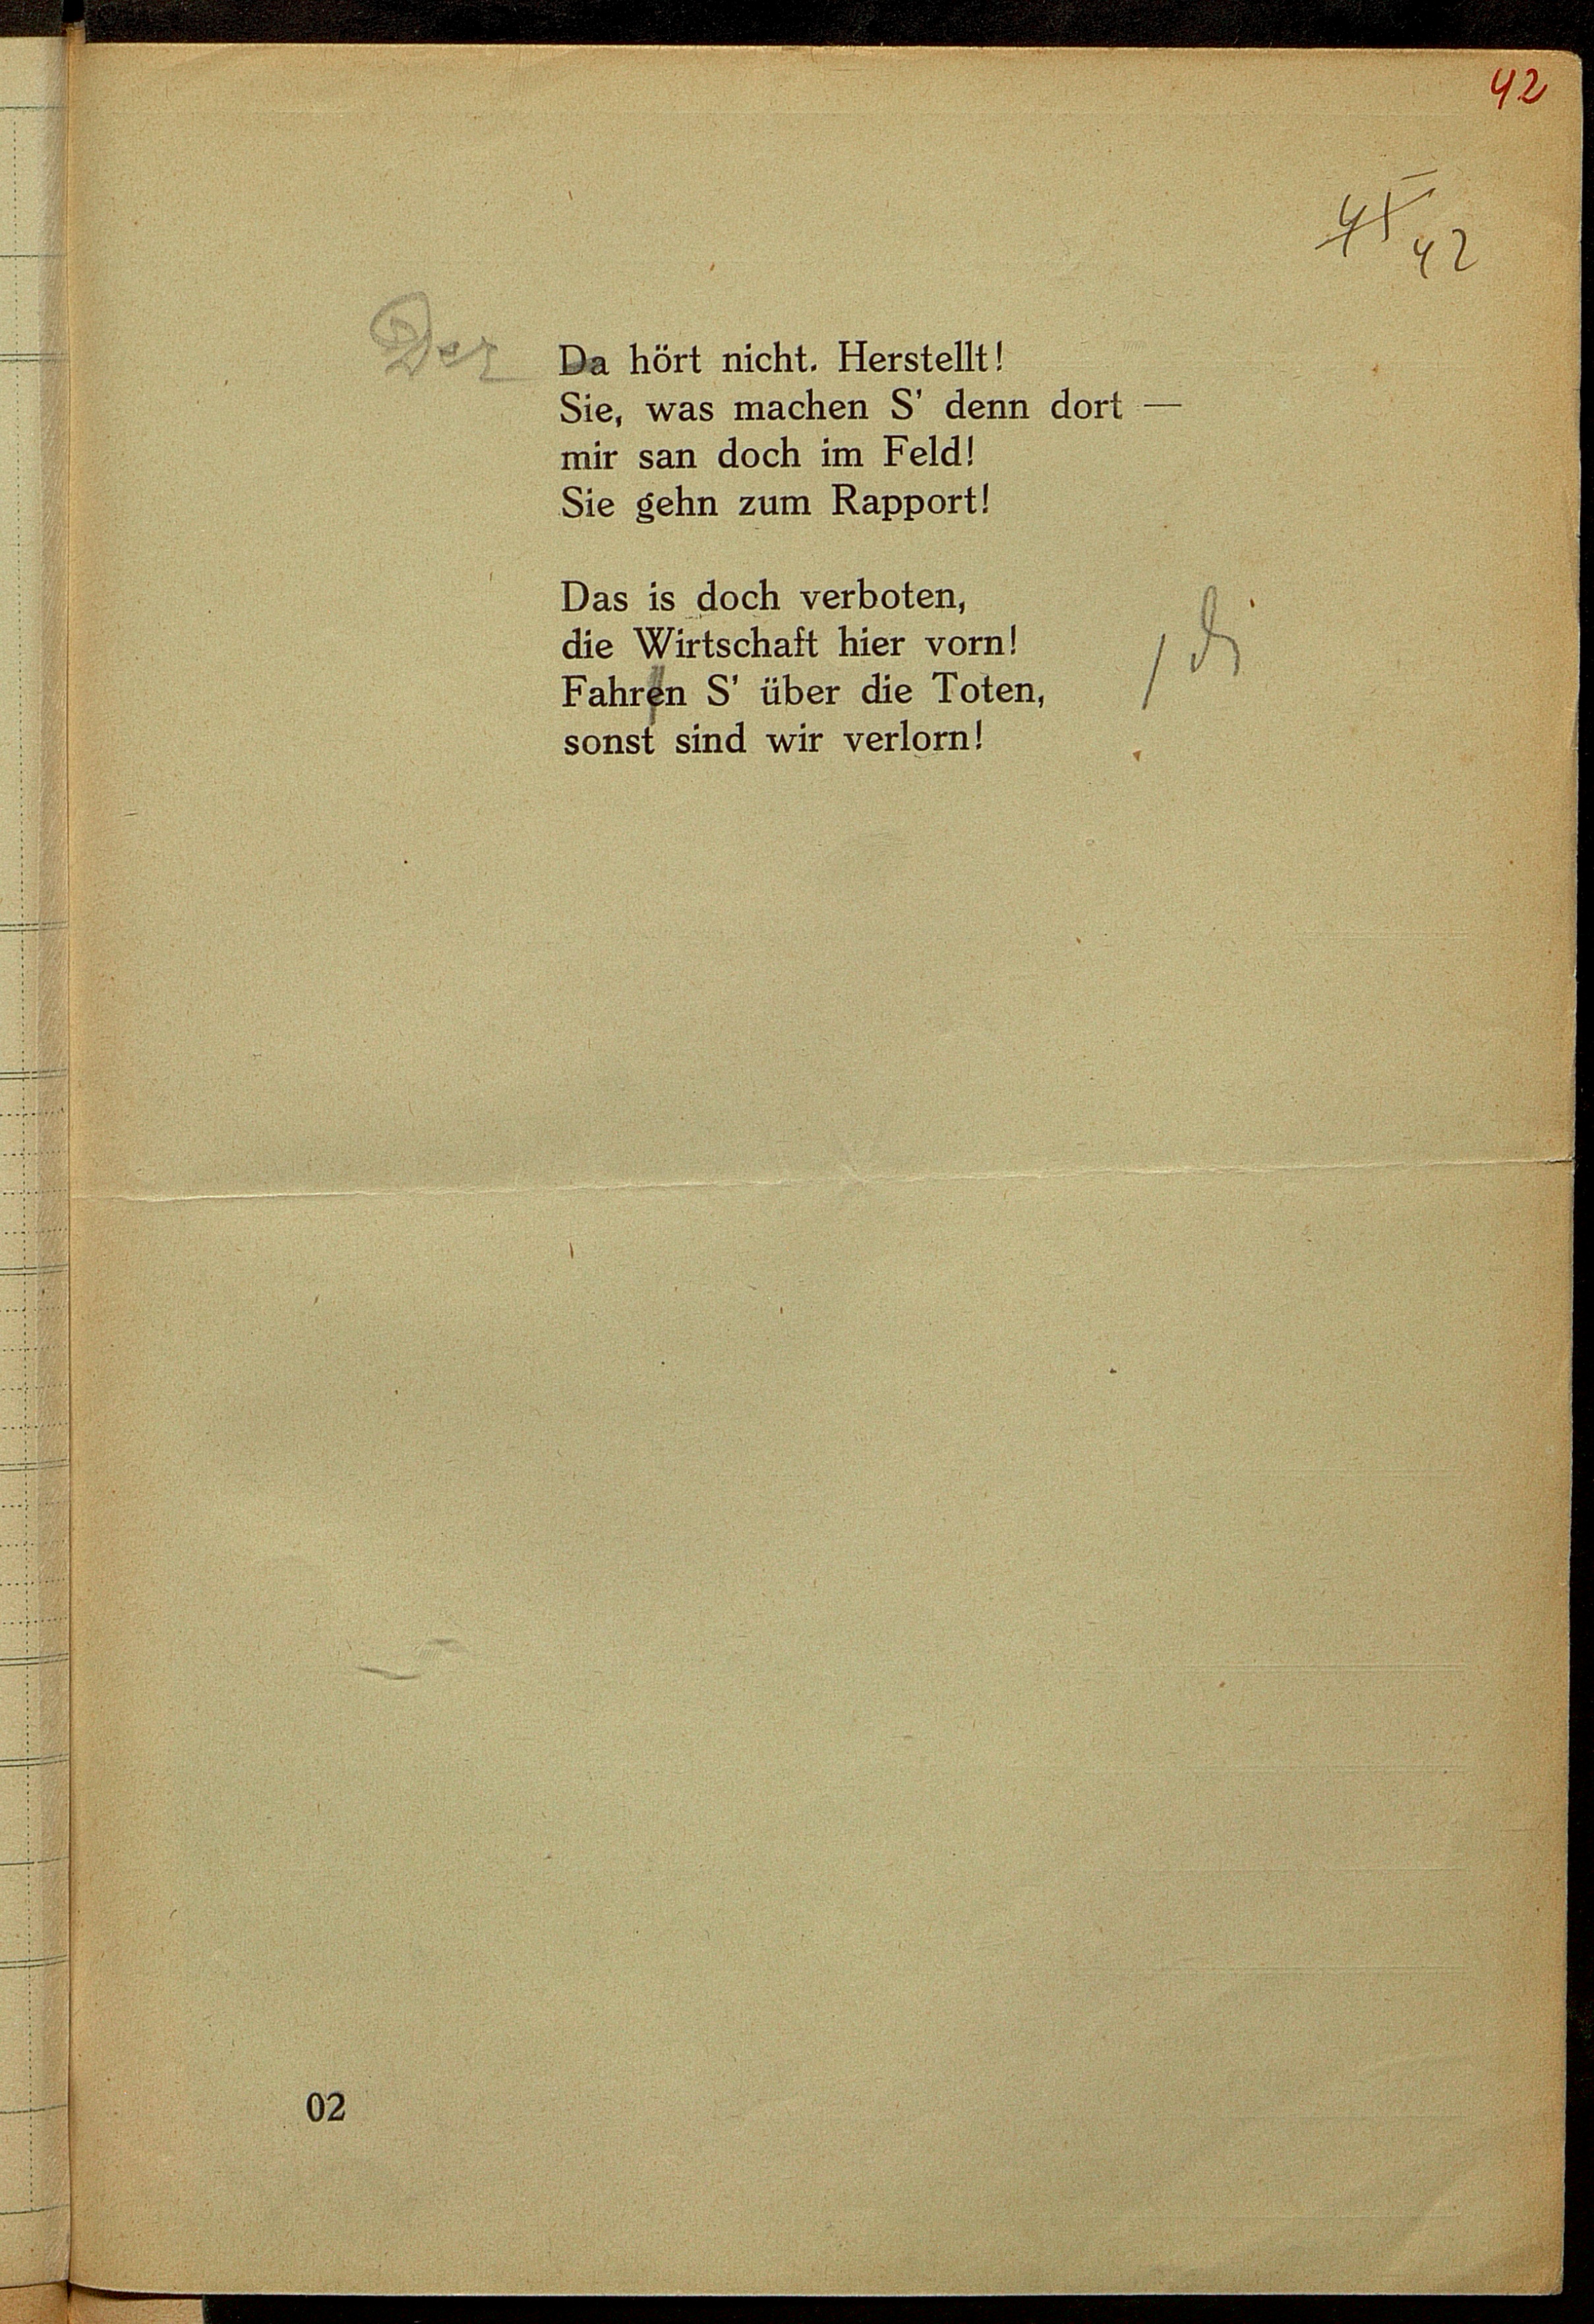 42
42
Der
Da hört nicht. Herstellt!
Sie, was machen S' denn dort —
mir san doch im Feld!
Sie gehn zum Rapport!
Das is doch verboten,
die Wirtschaft hier vorn!
Fahren S' über die Toten,
sonst sind wir verlorn!
02